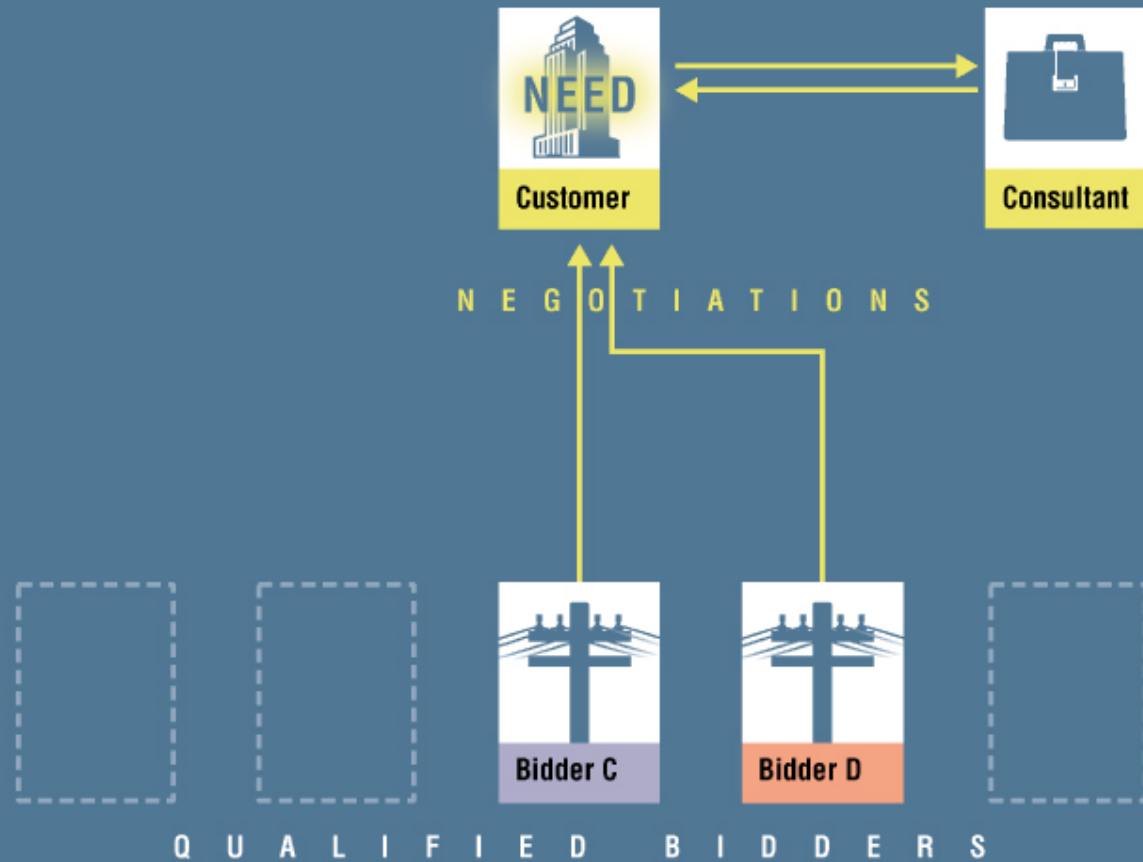 NEED
Customer
Consultant
NEGOTIATIONS
Bidder C
Bidder D
QUALIFIED BIDDERS